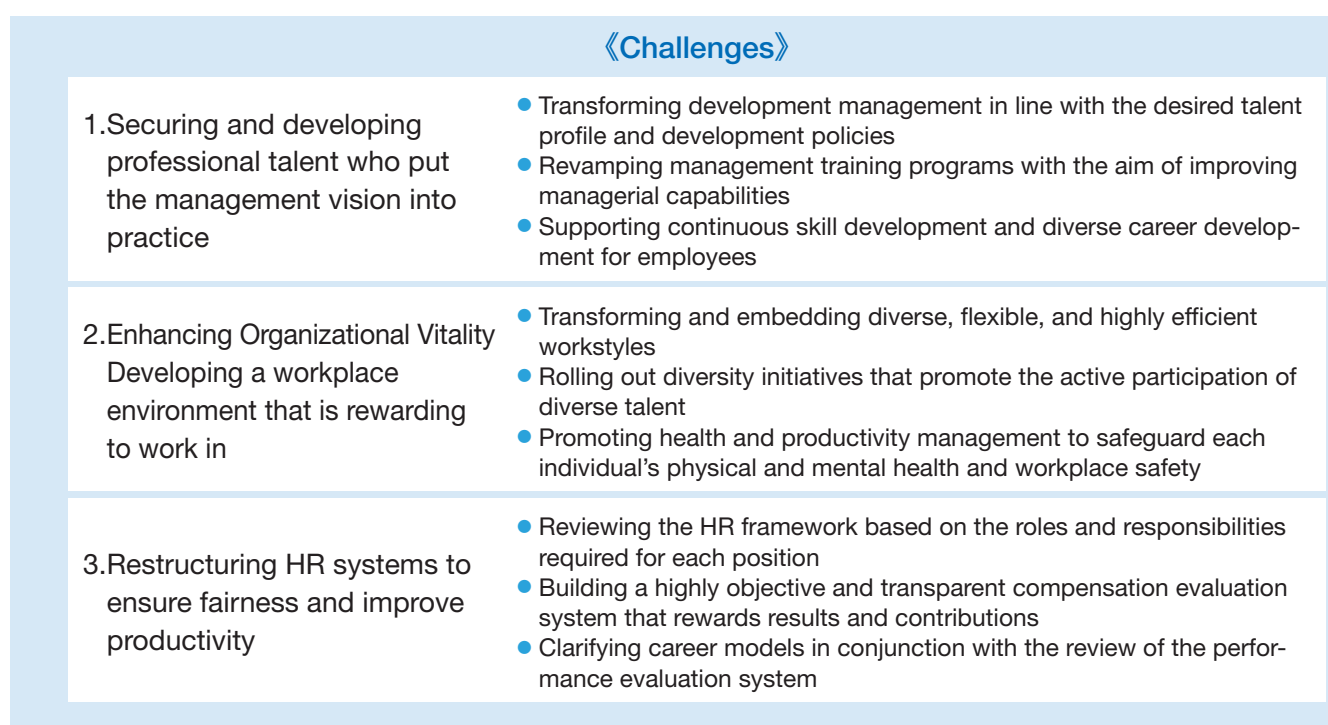 《Challenges》
1.Securing and developing
professional talent who put
the management vision into
practice
● Transforming development management in line with the desired talent
profile and development policies
● Revamping management training programs with the aim of improving
managerial capabilities
● Supporting continuous skill development and diverse career develop-
ment for employees
2.Enhancing Organizational Vitality
Developing a workplace
environment that is rewarding
to work in
● Transforming and embedding diverse, flexible, and highly efficient
workstyles
● Rolling out diversity initiatives that promote the active participation of
diverse talent
● Promoting health and productivity management to safeguard each
individual’s physical and mental health and workplace safety
3.Restructuring HR systems to
ensure fairness and improve
productivity
● Reviewing the HR framework based on the roles and responsibilities
required for each position
● Building a highly objective and transparent compensation evaluation
system that rewards results and contributions
● Clarifying career models in conjunction with the review of the perfor-
mance evaluation system